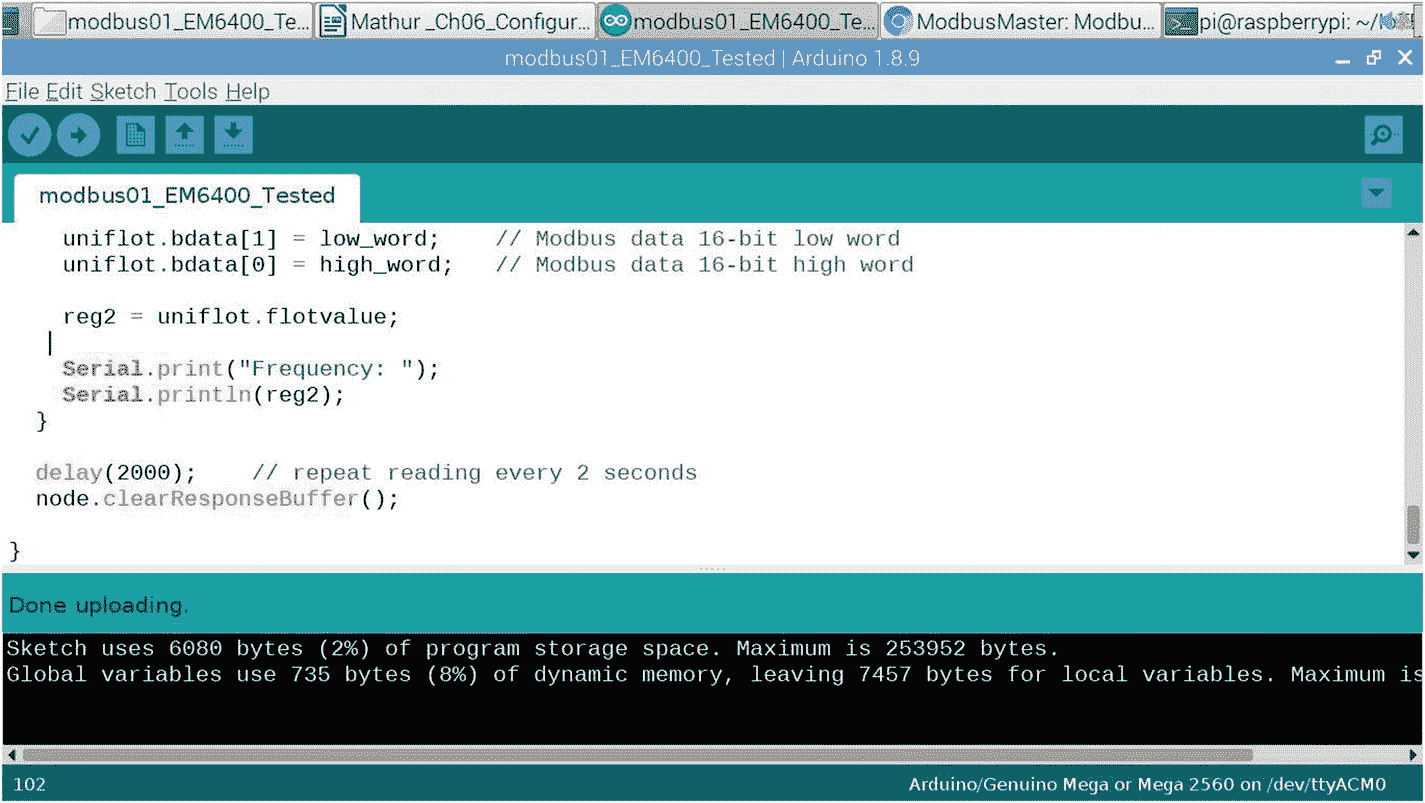 modbus01_EM6400_Te... Mathur _Ch06_Configur... modbus01_EM6400_Te... ModbusMaster: Modbu... pi@raspberrypi: ~/
modbus01_EM6400_Tested | Arduino 1.8.9
File Edit Sketch Tools Help
modbus01_EM6400_Tested
uniflot.bdata[1] = low_word; // Modbus data 16-bit low word
uniflot.bdata[0] = high_word; // Modbus data 16-bit high word
reg2 = uniflot.flotvalue;
Serial.print("Frequency: ");
Serial.println(reg2);
}
delay(2000); // repeat reading every 2 seconds
node.clearResponseBuffer();
}
Done uploading.
Sketch uses 6080 bytes (2%) of program storage space. Maximum is 253952 bytes.
Global variables use 735 bytes (8%) of dynamic memory, leaving 7457 bytes for local variables. Maximum is
102
Arduino/Genuino Mega or Mega 2560 on /dev/ttyACM0